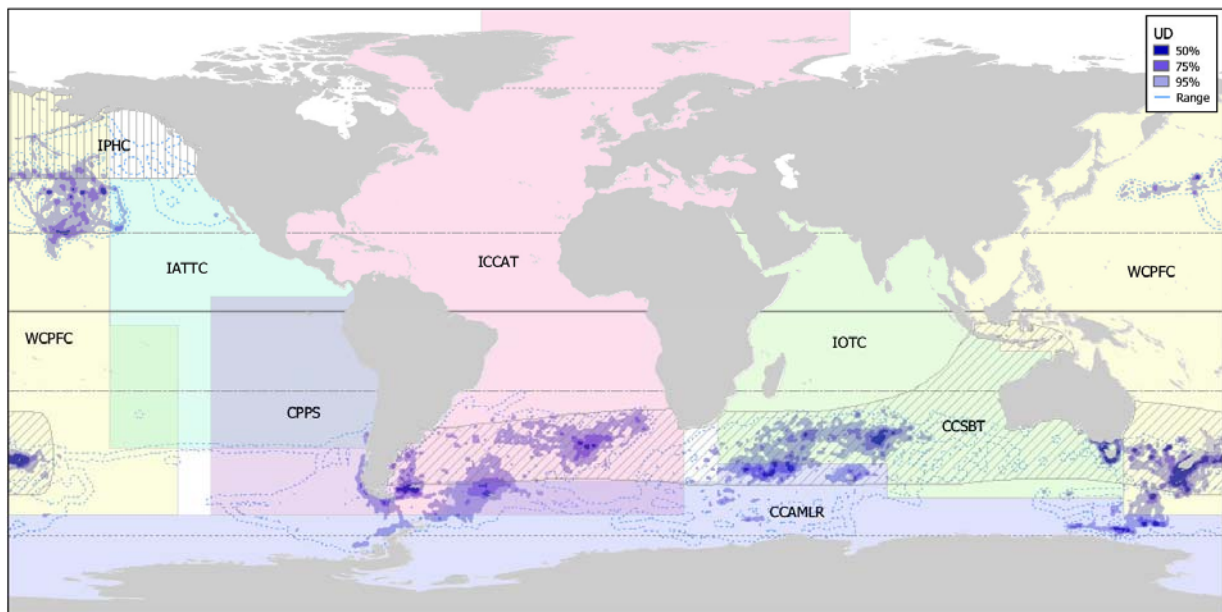 UD
50%
75%
95%
Range
IPHC
IATTC
ICCAT
WCPFC
WCPFC
IOTC
CPPS
CCSBT
CCAMLR